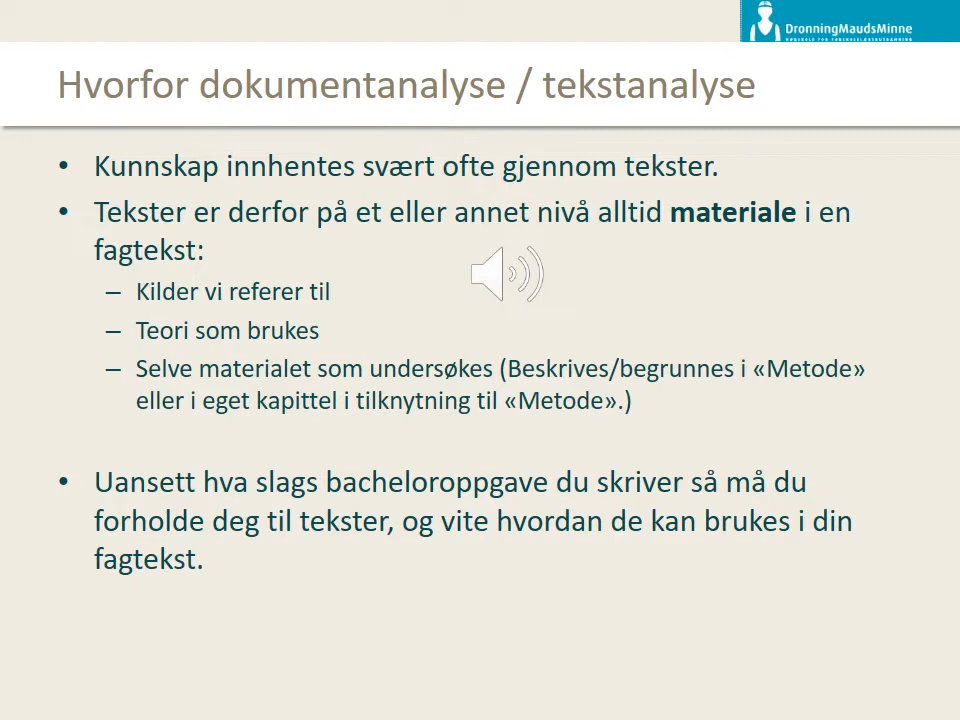 DronningMaudsMinne
HØGSKOLE FOR BARNEHAGELÆRERUTDANNING
Hvorfor dokumentanalyse / tekstanalyse
• Kunnskap innhentes svært ofte gjennom tekster.
• Tekster er derfor på et eller annet nivå alltid materiale i en
fagtekst:
– Kilder vi referer til
– Teori som brukes
– Selve materialet som undersøkes (Beskrives/begrunnes i «Metode»
eller i eget kapittel i tilknytning til «Metode».)
• Uansett hva slags bacheloroppgave du skriver så må du
forholde deg til tekster, og vite hvordan de kan brukes i din
fagtekst.